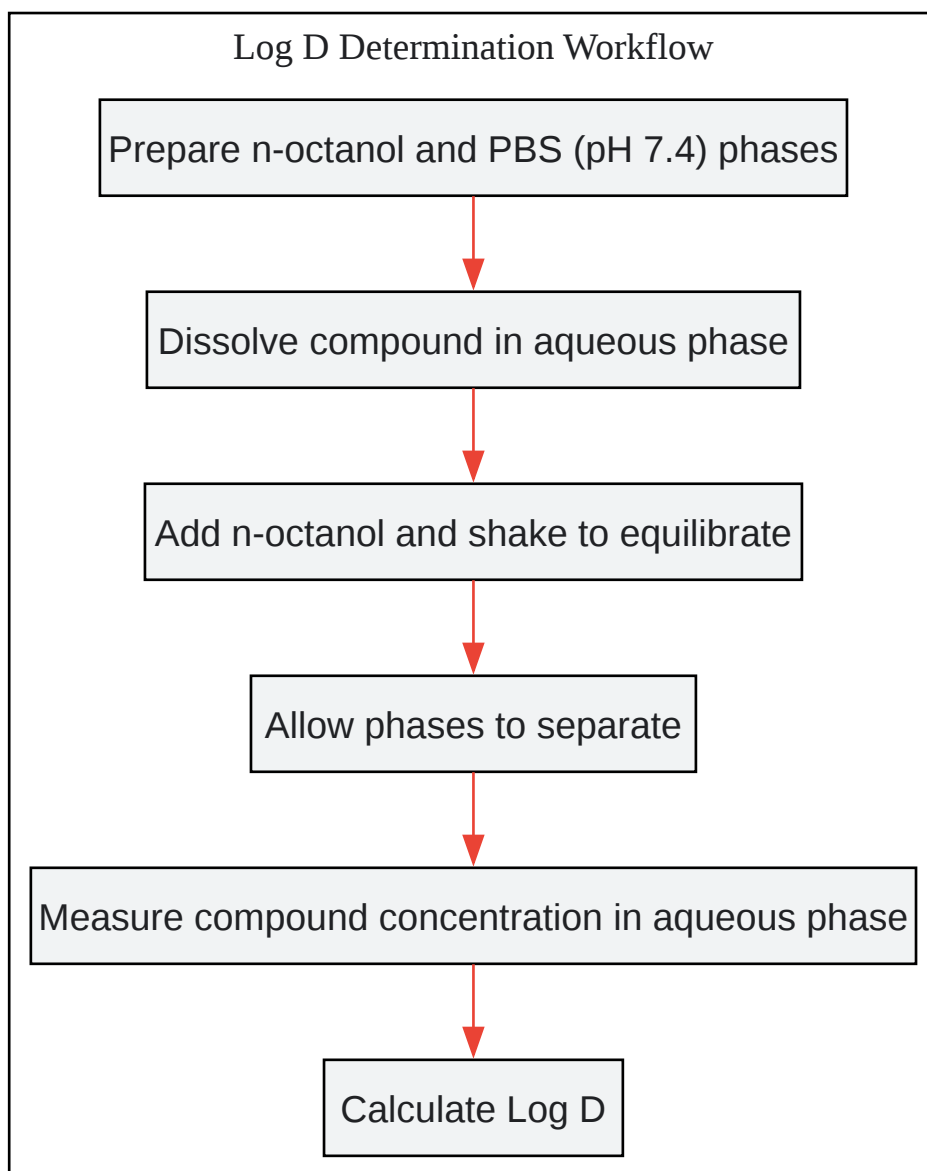 Log D Determination Workflow
Prepare n-octanol and PBS (pH 7.4) phases
Dissolve compound in aqueous phase
Add n-octanol and shake to equilibrate
Allow phases to separate
Measure compound concentration in aqueous phase
Calculate Log D